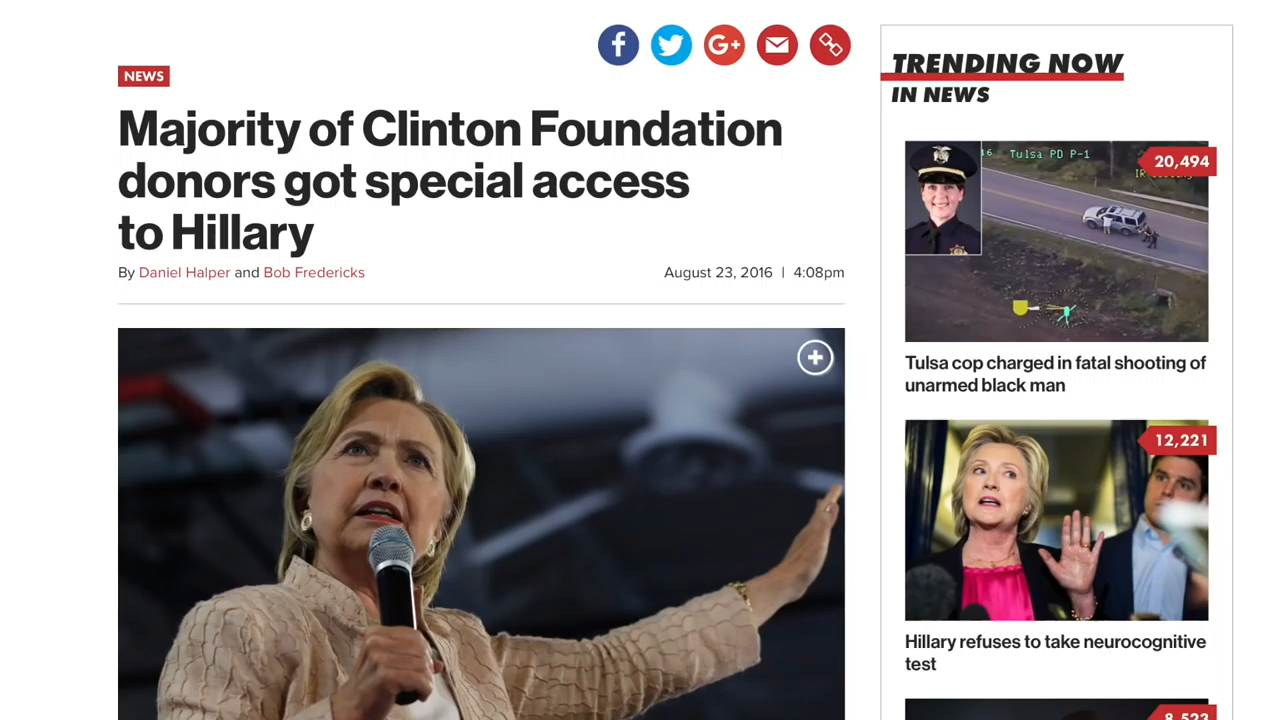 NEWS
Majority of Clinton Foundation
donors got special access
to Hillary
By Daniel Halper and Bob Fredericks
August 23, 2016 | 4:08pm
TRENDING NOW
IN NEWS
Tulsa PD P-1
20,494
Tulsa cop charged in fatal shooting of
unarmed black man
12,221
Hillary refuses to take neurocognitive
test
8,523